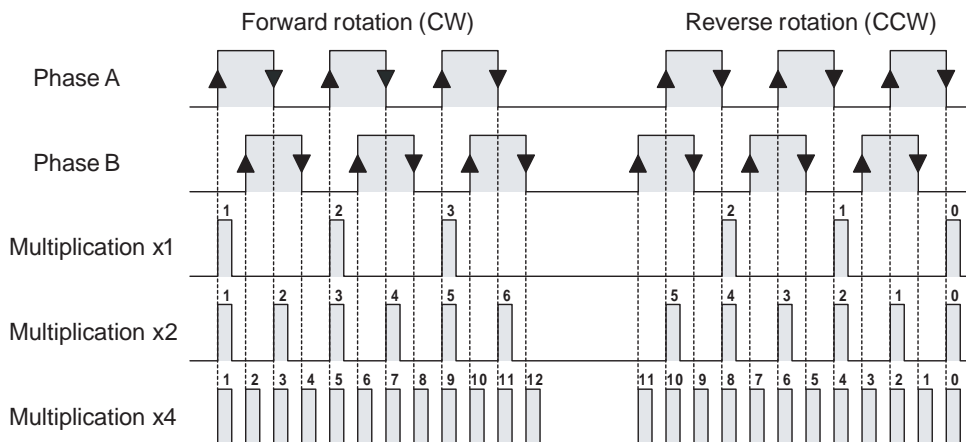 Forward rotation (CW) Reverse rotation (CCW)
Phase A
Phase B
1 2 3 2 1 0
Multiplication x1
1 2 3 4 5 6 5 4 3 2 1 0
Multiplication x2
1 2 3 4 5 6 7 8 9 10 11 12 11 10 9 8 7 6 5 4 3 2 1 0
Multiplication x4